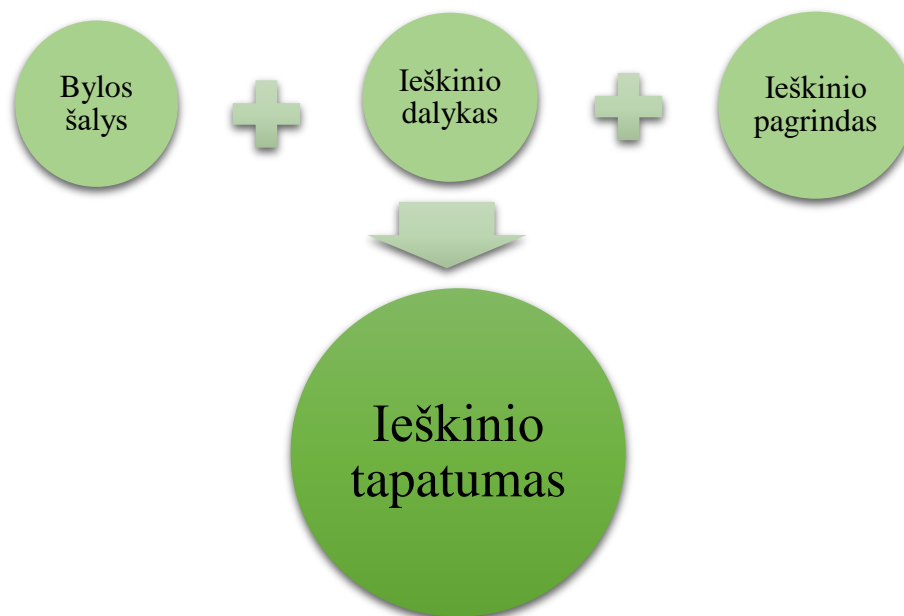 Bylos
šalys
Ieškinio
dalykas
Ieškinio
pagrindas
Ieškinio
tapatumas